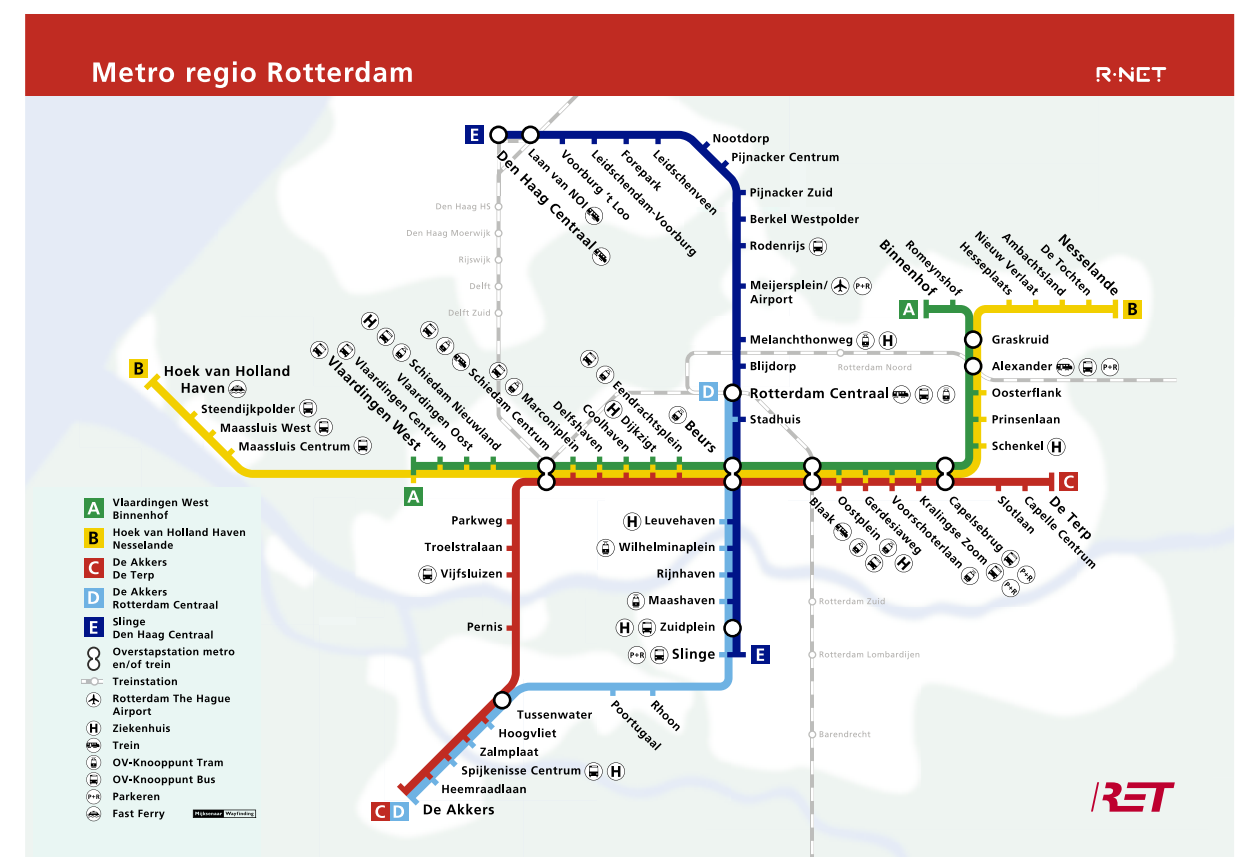 Metro regio Rotterdam
R·NET
E
Den Haag Centraal
Laan van NOI
Voorburg 't Loo
Leidschendam-Voorburg
Forepark
Leidschenveen
Nootdorp
Pijnacker Centrum
Pijnacker Zuid
Berkel Westpolder
Rodenrijs
Meijersplein/
Airport
P+R
Melanchthonweg
H
Blijdorp
D
Rotterdam Centraal
Stadhuis
Den Haag HS
Den Haag Moerwijk
Rijswijk
Delft
Delft Zuid
Rotterdam Noord
A
Binnenhof
Romeynshof
Hesseplaats
Nieuw Verlaat
Ambachtsland
De Tochten
Nesselande
B
Graskruid
Alexander
P+R
Oosterflank
Prinsenlaan
Schenkel
H
B
Hoek van Holland
Haven
Steendijkpolder
Maassluis West
Maassluis Centrum
A
Vlaardingen West
Vlaardingen Centrum
Vlaardingen Oost
Schiedam Nieuwland
H
Schiedam Centrum
Marconiplein
Delfshaven
Coolhaven
Dijkzigt
H
Eendrachtsplein
Beurs
Blaak
Oostplein
Gerdesiaweg
Voorschoterlaan
H
Kralingse Zoom
P+R
Capelsebrug
P+R
Slotlaan
Capelle Centrum
De Terp
C
Parkweg
Troelstralaan
Vijfsluizen
Pernis
H
Leuvehaven
Wilhelminaplein
Rijnhaven
Maashaven
H
Zuidplein
P+R
Slinge
E
Rotterdam Zuid
Rotterdam Lombardijen
Barendrecht
Rhoon
Poortugaal
Tussenwater
Hoogvliet
Zalmplaat
Spijkenisse Centrum
H
Heemraadlaan
De Akkers
C D
A
Vlaardingen West
Binnenhof
B
Hoek van Holland Haven
Nesselande
C
De Akkers
De Terp
D
De Akkers
Rotterdam Centraal
E
Slinge
Den Haag Centraal
Overstapstation metro
en/of trein
Treinstation
Rotterdam The Hague
Airport
H
Ziekenhuis
Trein
OV-Knooppunt Tram
OV-Knooppunt Bus
P+R
Parkeren
Fast Ferry
Mijksenaar Wayfinding
RET